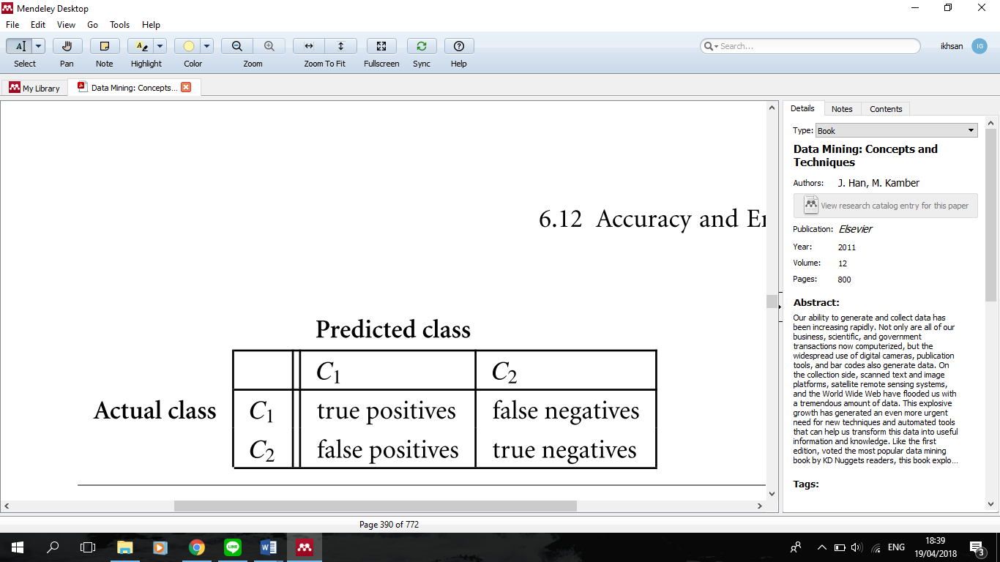 Mendeley Desktop
File Edit View Go Tools Help
Select Pan Note Highlight Color Zoom Zoom To Fit Fullscreen Sync Help
Search...
ikhsan IG
My Library
Data Mining: Concepts...
6.12 Accuracy and Er
Predicted class
C1 C2
Actual class C1 true positives false negatives
C2 false positives true negatives
Page 390 of 772
Details Notes Contents
Type: Book
Data Mining: Concepts and
Techniques
Authors: J. Han, M. Kamber
View research catalog entry for this paper
Publication: Elsevier
Year: 2011
Volume: 12
Pages: 800
Abstract:
Our ability to generate and collect data has
been increasing rapidly. Not only are all of our
business, scientific, and government
transactions now computerized, but the
widespread use of digital cameras, publication
tools, and bar codes also generate data. On
the collection side, scanned text and image
platforms, satellite remote sensing systems,
and the World Wide Web have flooded us with
a tremendous amount of data. This explosive
growth has generated an even more urgent
need for new techniques and automated tools
that can help us transform this data into useful
information and knowledge. Like the first
edition, voted the most popular data mining
book by KD Nuggets readers, this book explo...
Tags:
LINE
ENG
18:39
19/04/2018
3